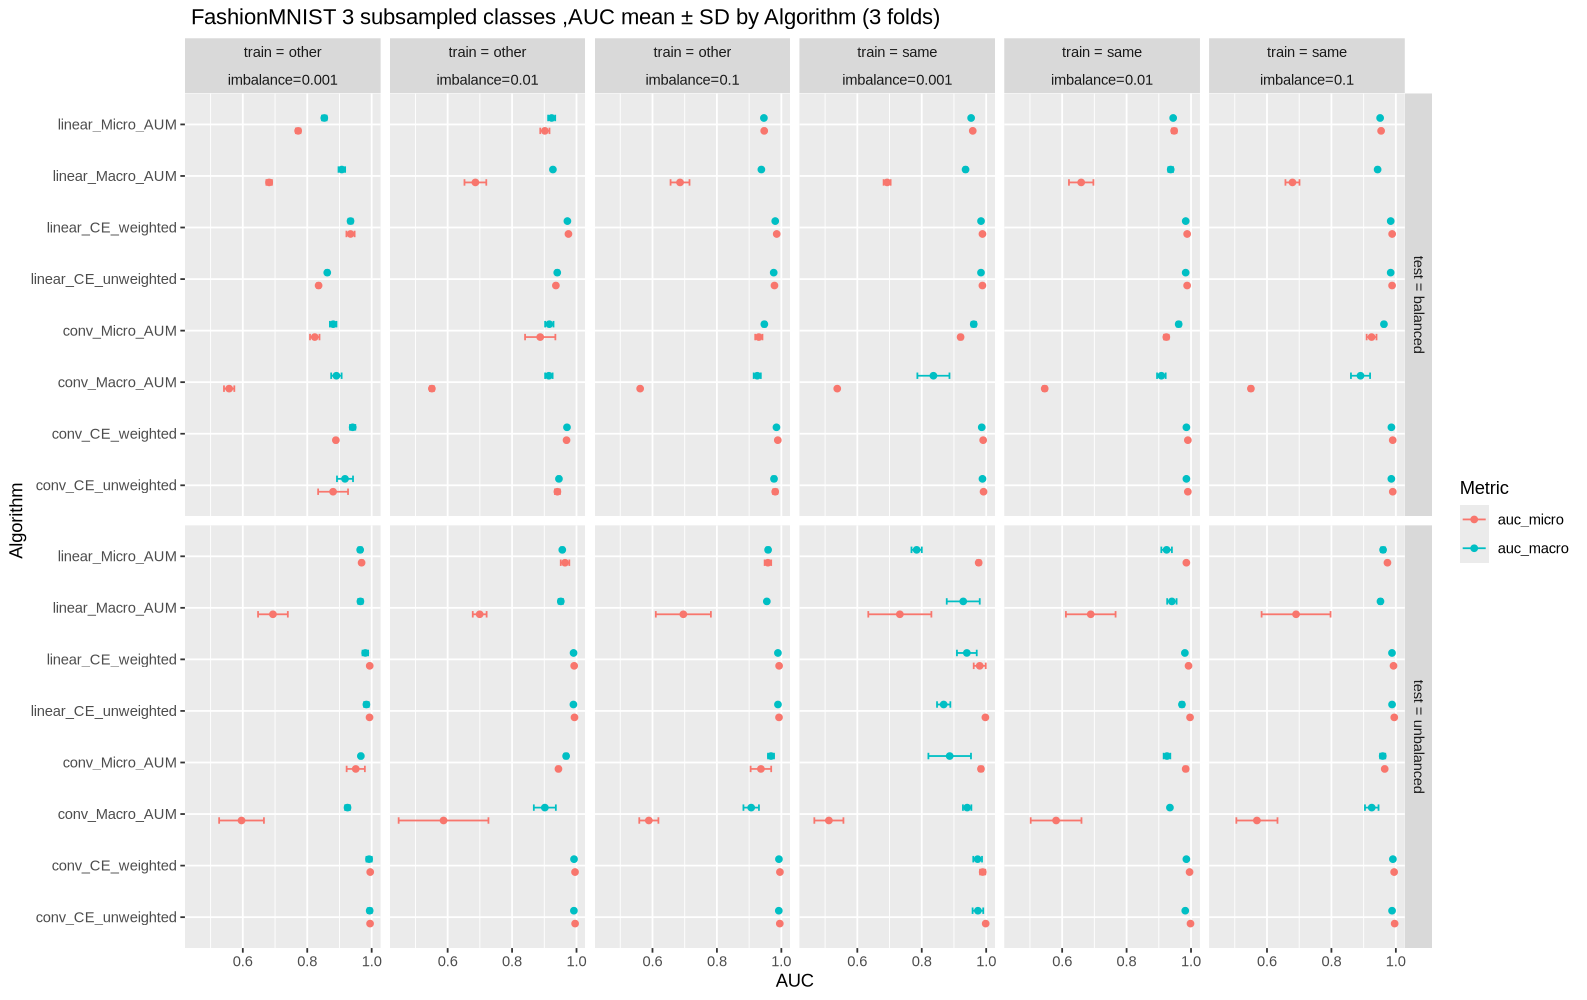 FashionMNIST 3 subsampled classes ,AUC mean ± SD by Algorithm (3 folds)
train = other
train = other
train = other
train = same
train = same
train = same
imbalance=0.001
imbalance=0.01
imbalance=0.1
imbalance=0.001
imbalance=0.01
imbalance=0.1
linear_Micro_AUM
linear_Macro_AUM
linear_CE_weighted
linear_CE_unweighted
conv_Micro_AUM
conv_Macro_AUM
conv_CE_weighted
conv_CE_unweighted
test = balanced
linear_Micro_AUM
linear_Macro_AUM
linear_CE_weighted
linear_CE_unweighted
conv_Micro_AUM
conv_Macro_AUM
conv_CE_weighted
conv_CE_unweighted
test = unbalanced
Algorithm
0.6 0.8 1.0
0.6 0.8 1.0
0.6 0.8 1.0
0.6 0.8 1.0
0.6 0.8 1.0
0.6 0.8 1.0
AUC
Metric
auc_micro
auc_macro